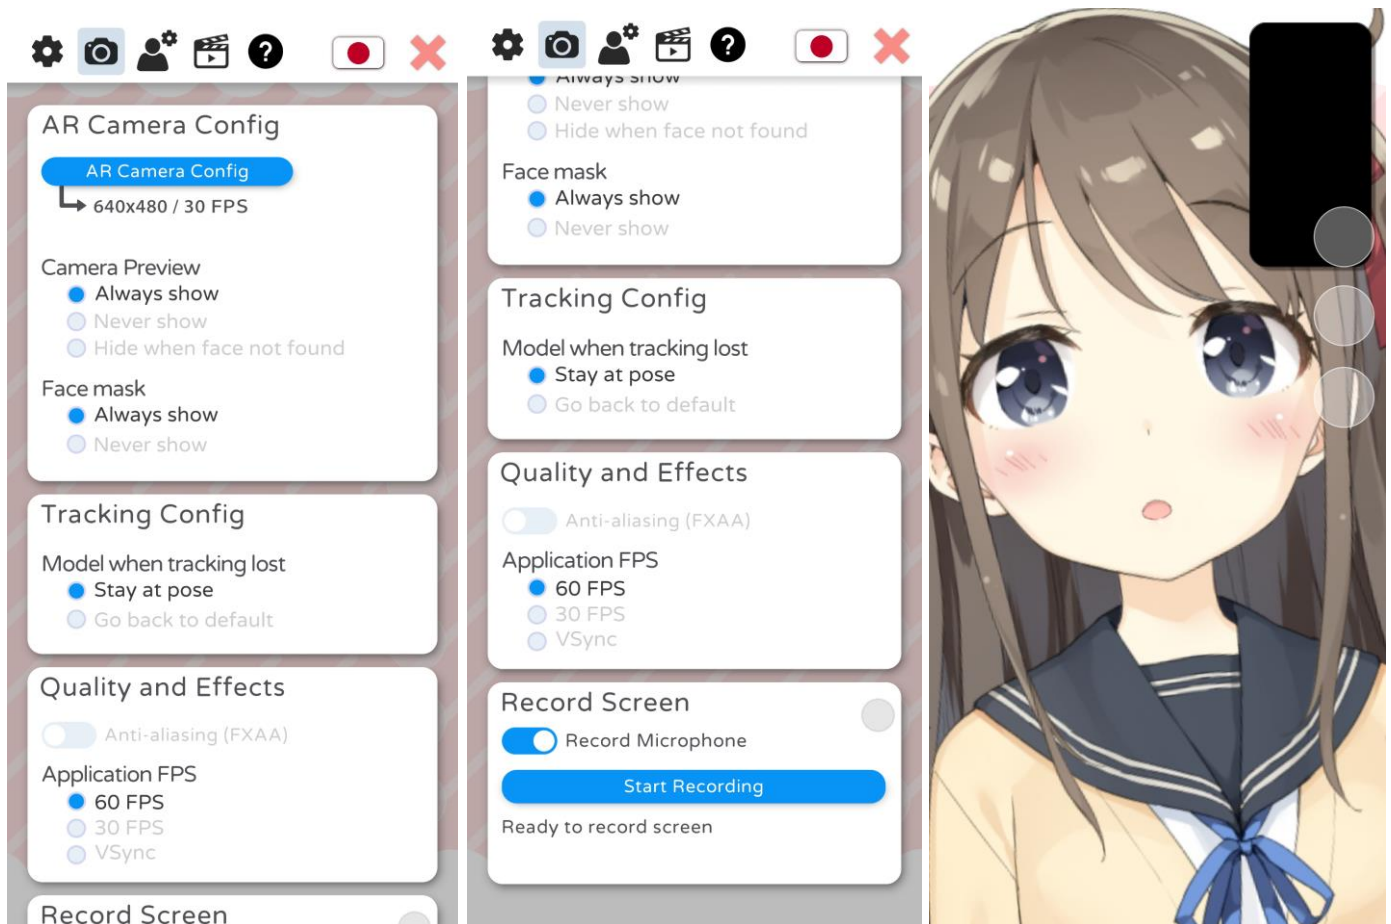 AR Camera Config
AR Camera Config
640x480 / 30 FPS
Camera Preview
Always show
Never show
Hide when face not found
Face mask
Always show
Never show
Tracking Config
Model when tracking lost
Stay at pose
Go back to default
Quality and Effects
Anti-aliasing (FXAA)
Application FPS
60 FPS
30 FPS
VSync
Record Screen
Always show
Never show
Hide when face not found
Face mask
Always show
Never show
Tracking Config
Model when tracking lost
Stay at pose
Go back to default
Quality and Effects
Anti-aliasing (FXAA)
Application FPS
60 FPS
30 FPS
VSync
Record Screen
Record Microphone
Start Recording
Ready to record screen